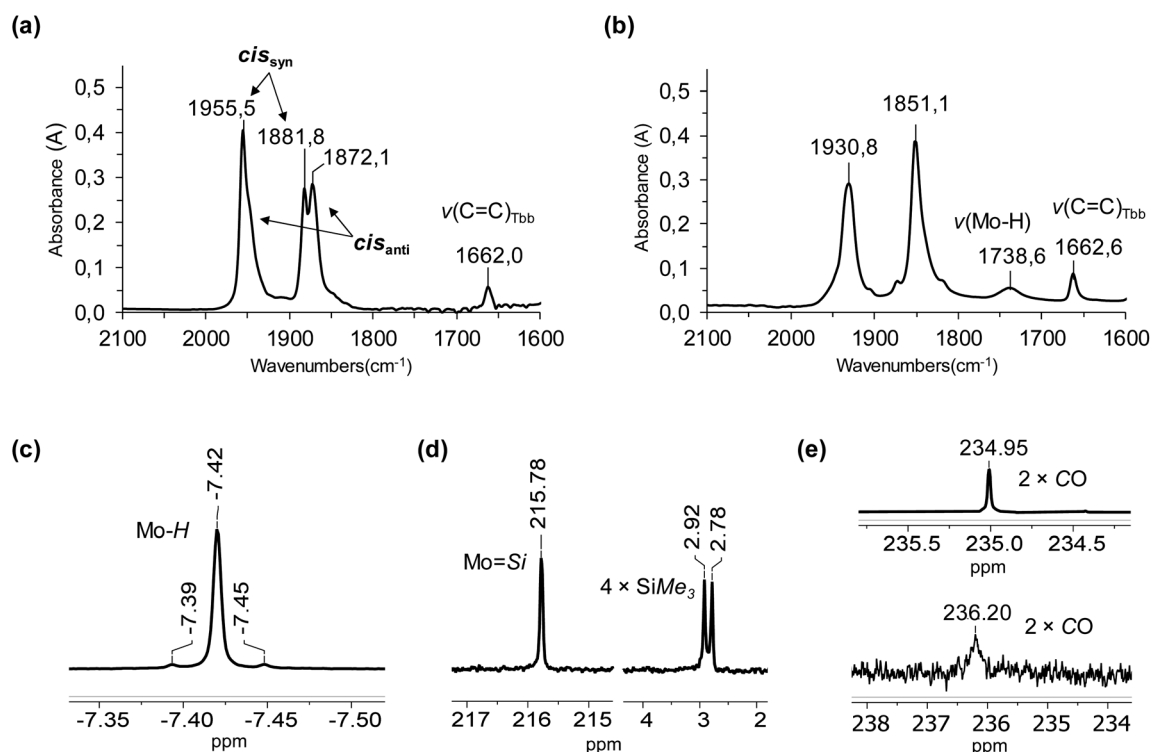 (a)
cis_syn
0,5
1955,5
0,4
1881,8
1872,1
0,3
Absorbance (A)
ν(C=C)_Tbb
0,2
cis_anti
1662,0
0,1
0,0
2100 2000 1900 1800 1700 1600
Wavenumbers(cm⁻¹)
(b)
0,5
1851,1
1930,8
0,4
0,3
Absorbance (A)
ν(C=C)_Tbb
ν(Mo-H)
0,2
1738,6
1662,6
0,1
0,0
2100 2000 1900 1800 1700 1600
Wavenumbers(cm⁻¹)
(c)
-7.42
Mo-H
-7.39
-7.45
-7.35 -7.40 -7.45 -7.50
ppm
(d)
215.78
Mo=Si
2.92
2.78
4 × SiMe₃
217 216 215 4 3 2
ppm
(e)
234.95
2 × CO
235.5 235.0 234.5
ppm
236.20
2 × CO
238 237 236 235 234
ppm